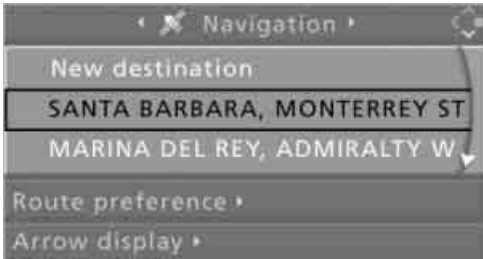 Navigation
New destination
SANTA BARBARA, MONTERREY ST
MARINA DEL REY, ADMIRALTY W
Route preference
Arrow display